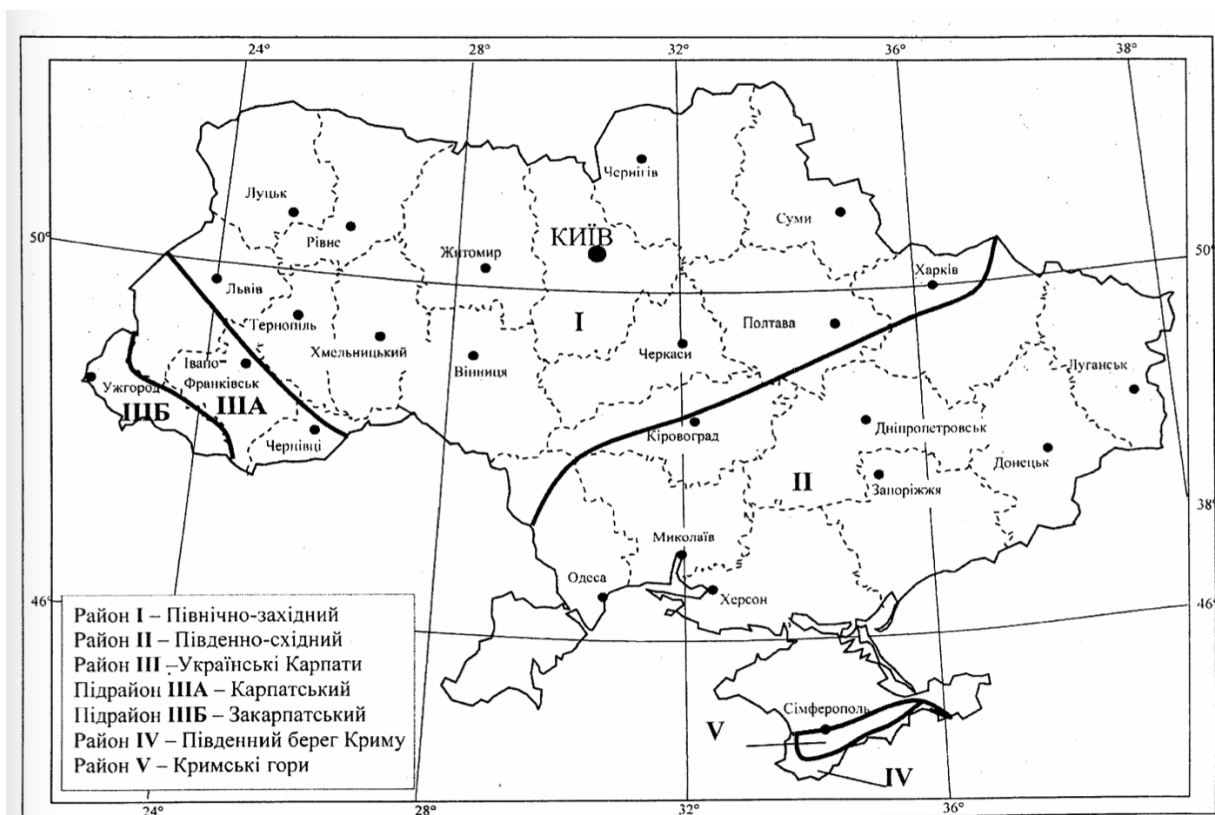 24°
28°
32°
36°
38°
Чернігів
Луцьк
Рівне
Суми
50°
КИЇВ
50°
Житомир
Харків
Львів
I
Тернопіль
Полтава
Хмельницький
Черкаси
Івано-
Франківськ
Вінниця
Луганськ
Ужгород
ІІІБ
ІІІА
Чернівці
Кіровоград
Дніпропетровськ
Донецьк
II
Запоріжжя
38°
Миколаїв
Одеса
Херсон
46°
46°
Район I – Північно-західний
Район II – Південно-східний
Район III –Українські Карпати
Підрайон IIIА – Карпатський
Підрайон IIIБ – Закарпатський
Район IV – Південний берег Криму
Район V – Кримські гори
Сімферополь
V
IV
24°
28°
32°
36°